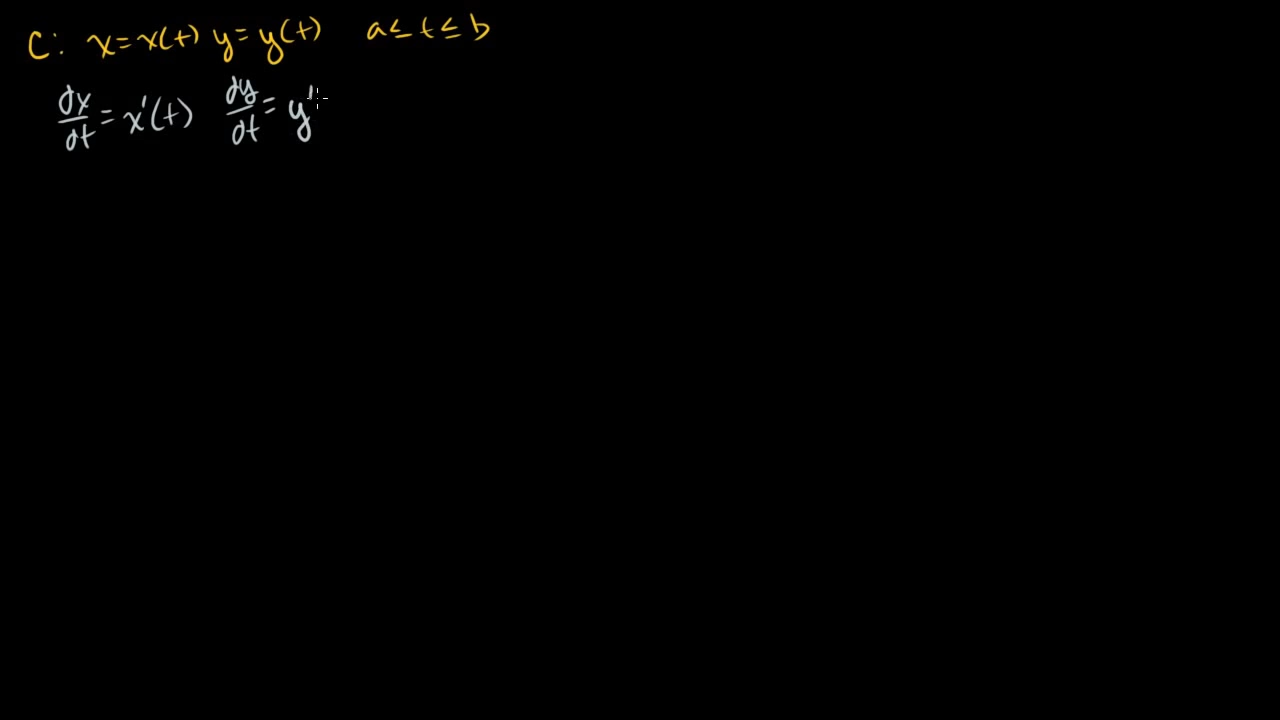 C: x = x(t) y = y(t) a ≤ t ≤ b
dx/dt = x'(t) dy/dt = y'